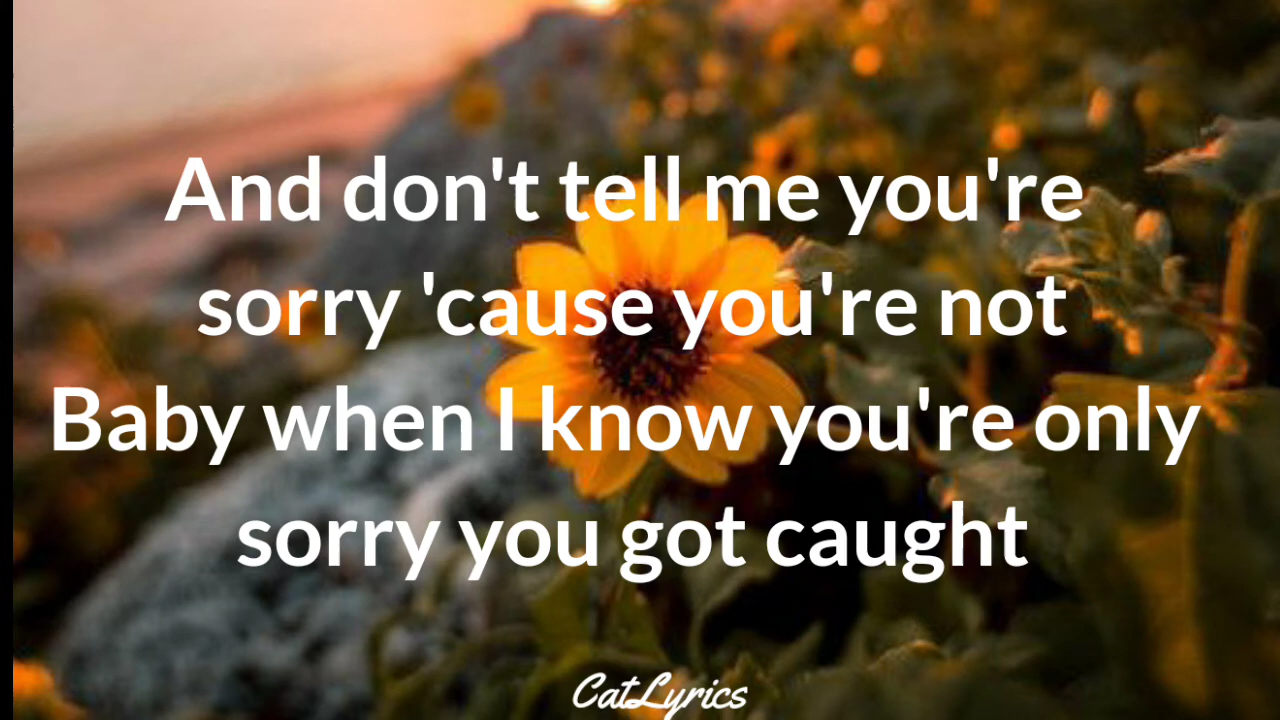 And don't tell me you're
sorry 'cause you're not
Baby when I know you're only
sorry you got caught
CatLyrics